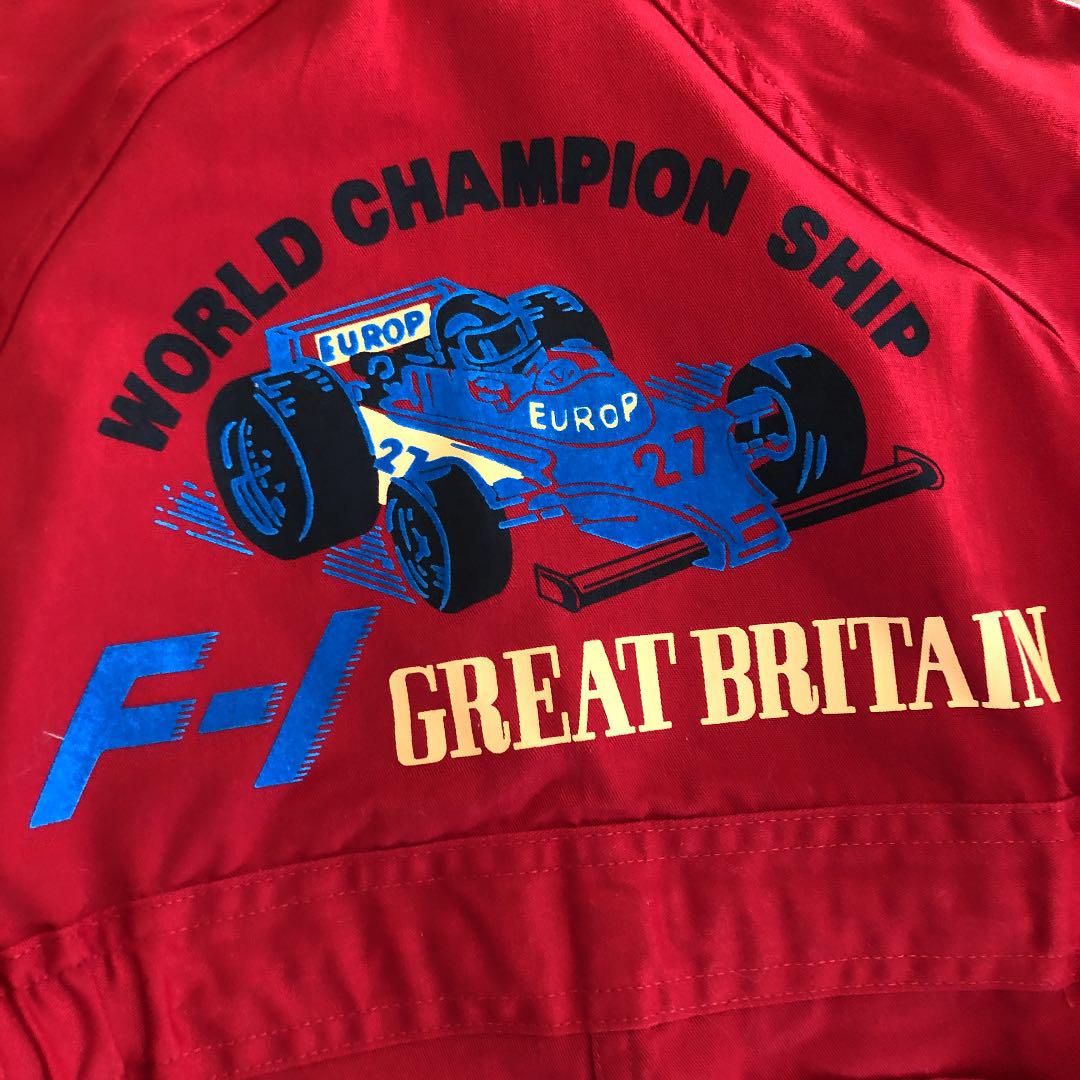 WORLD CHAMPION SHIP
EUROP
EUROP
27
27
F-1
GREAT BRITAIN